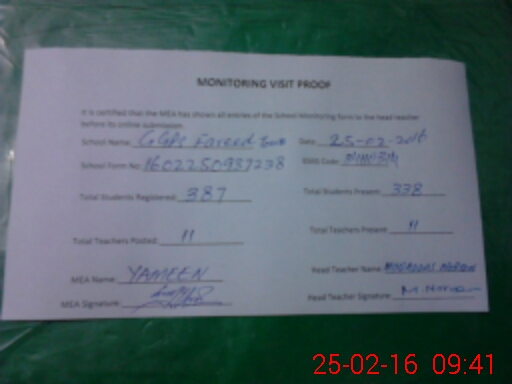 MONITORING VISIT PROOF
It is certified that the MEA has shown all entries of the School Monitoring form to the head teacher
before its online submission.
School Name: GGPS Fareed Date: 25-02-2016
School Form No: 1602250937238 EMIS Code:
Total Students Registered: 387 Total Students Present: 338
Total Teachers Posted: 11 Total Teachers Present: 11
MEA Name: YAMEEN Head Teacher Name:
MEA Signature: Head Teacher Signature:
25-02-16 09:41